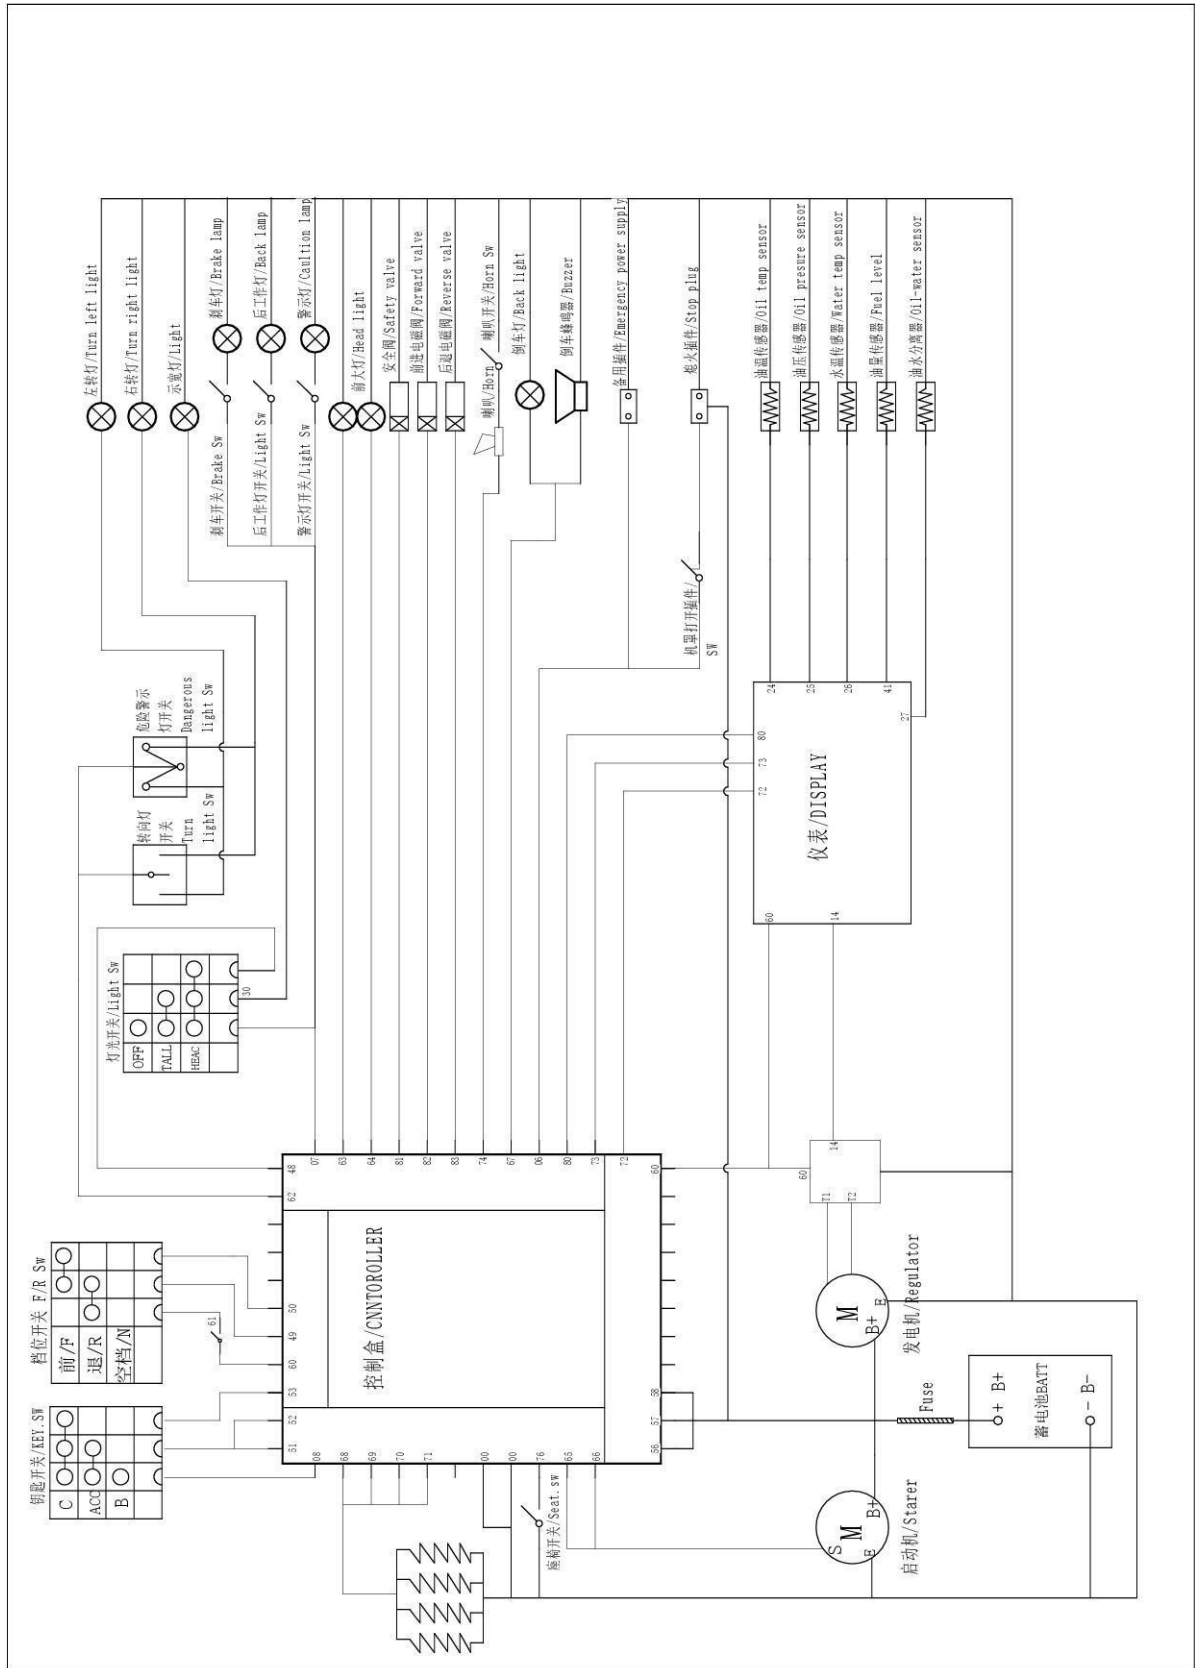 左转灯/Turn left light
右转灯/Turn right light
示宽灯/Light
刹车灯/Brake lamp
后工作灯/Back lamp
警示灯/Caultion lamp
刹车开关/Brake Sw
后工作灯开关/Light Sw
警示灯开关/Light Sw
前大灯/Head light
安全阀/Safety valve
前进电磁阀/Forward valve
后退电磁阀/Reverse valve
喇叭/Horn
喇叭开关/Horn Sw
倒车灯/Back light
倒车蜂鸣器/Buzzer
备用插件/Emergency power supply
熄火插件/Stop plug
机罩打开插件/
SW
油温传感器/Oil temp sensor
油压传感器/Oil presure sensor
水温传感器/Water temp sensor
油量传感器/Fuel level
油水分离器/Oil-water sensor
危险警示
灯开关
Dangerous
light Sw
转向灯
开关
Turn
light Sw
灯光开关/Light Sw
OFF
TALL
HEAC
30
仪表/DISPLAY
24
25
26
41
27
80
73
72
60
14
档位开关 F/R Sw
前/F
退/R
空档/N
61
钥匙开关/KEY.SW
C
ACC
B
控制盒/CNNTOROLLER
48
62
50
49
60
53
52
51
07
63
64
81
82
83
74
67
06
80
73
72
60
08
68
69
70
71
00
00
76
65
66
58
57
56
座椅开关/Seat.sw
60
14
T1
T2
M
B+
E
发电机/Regulator
M
S
B+
E
启动机/Starer
Fuse
+ B+
蓄电池BATT
- B-